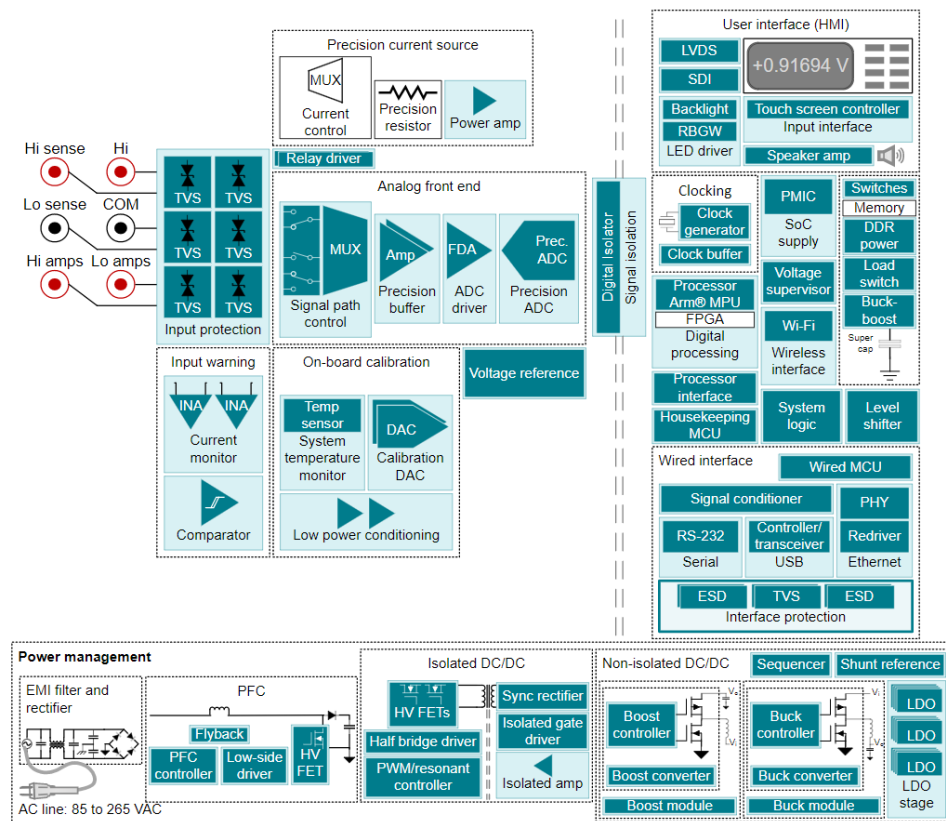 Precision current source
MUX
Current
control
Precision
resistor
Power amp
Relay driver
Hi sense
Hi
Lo sense
COM
Hi amps
Lo amps
TVS
TVS
TVS
TVS
TVS
TVS
Input protection
Analog front end
MUX
Signal path
control
Amp
Precision
buffer
FDA
ADC
driver
Prec.
ADC
Precision
ADC
Digital Isolator
Signal isolation
Input warning
INA
INA
Current
monitor
Comparator
On-board calibration
Temp
sensor
System
temperature
monitor
DAC
Calibration
DAC
Low power conditioning
Voltage reference
User interface (HMI)
LVDS
SDI
+0.91694 V
Backlight
RBGW
LED driver
Touch screen controller
Input interface
Speaker amp
Clocking
Clock
generator
Clock buffer
PMIC
SoC
supply
Switches
Memory
DDR
power
Load
switch
Buck-
boost
Super
cap
Processor
Arm® MPU
FPGA
Digital
processing
Voltage
supervisor
Wi-Fi
Wireless
interface
Processor
interface
Housekeeping
MCU
System
logic
Level
shifter
Wired interface
Wired MCU
Signal conditioner
PHY
RS-232
Serial
Controller/
transceiver
USB
Redriver
Ethernet
ESD
TVS
ESD
Interface protection
Power management
EMI filter and
rectifier
AC line: 85 to 265 VAC
PFC
Flyback
PFC
controller
Low-side
driver
HV
FET
Isolated DC/DC
HV FETs
Half bridge driver
PWM/resonant
controller
Sync rectifier
Isolated gate
driver
Isolated amp
Non-isolated DC/DC
Sequencer
Shunt reference
Boost
controller
Vo
Vi
Boost converter
Boost module
Buck
controller
Vi
Vo
Buck converter
Buck module
LDO
LDO
LDO
LDO
stage